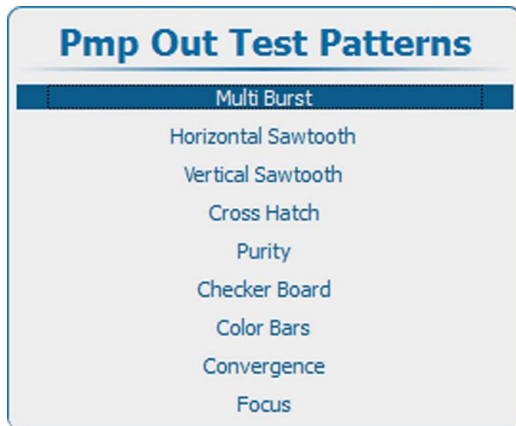 Pmp Out Test Patterns
Multi Burst
Horizontal Sawtooth
Vertical Sawtooth
Cross Hatch
Purity
Checker Board
Color Bars
Convergence
Focus